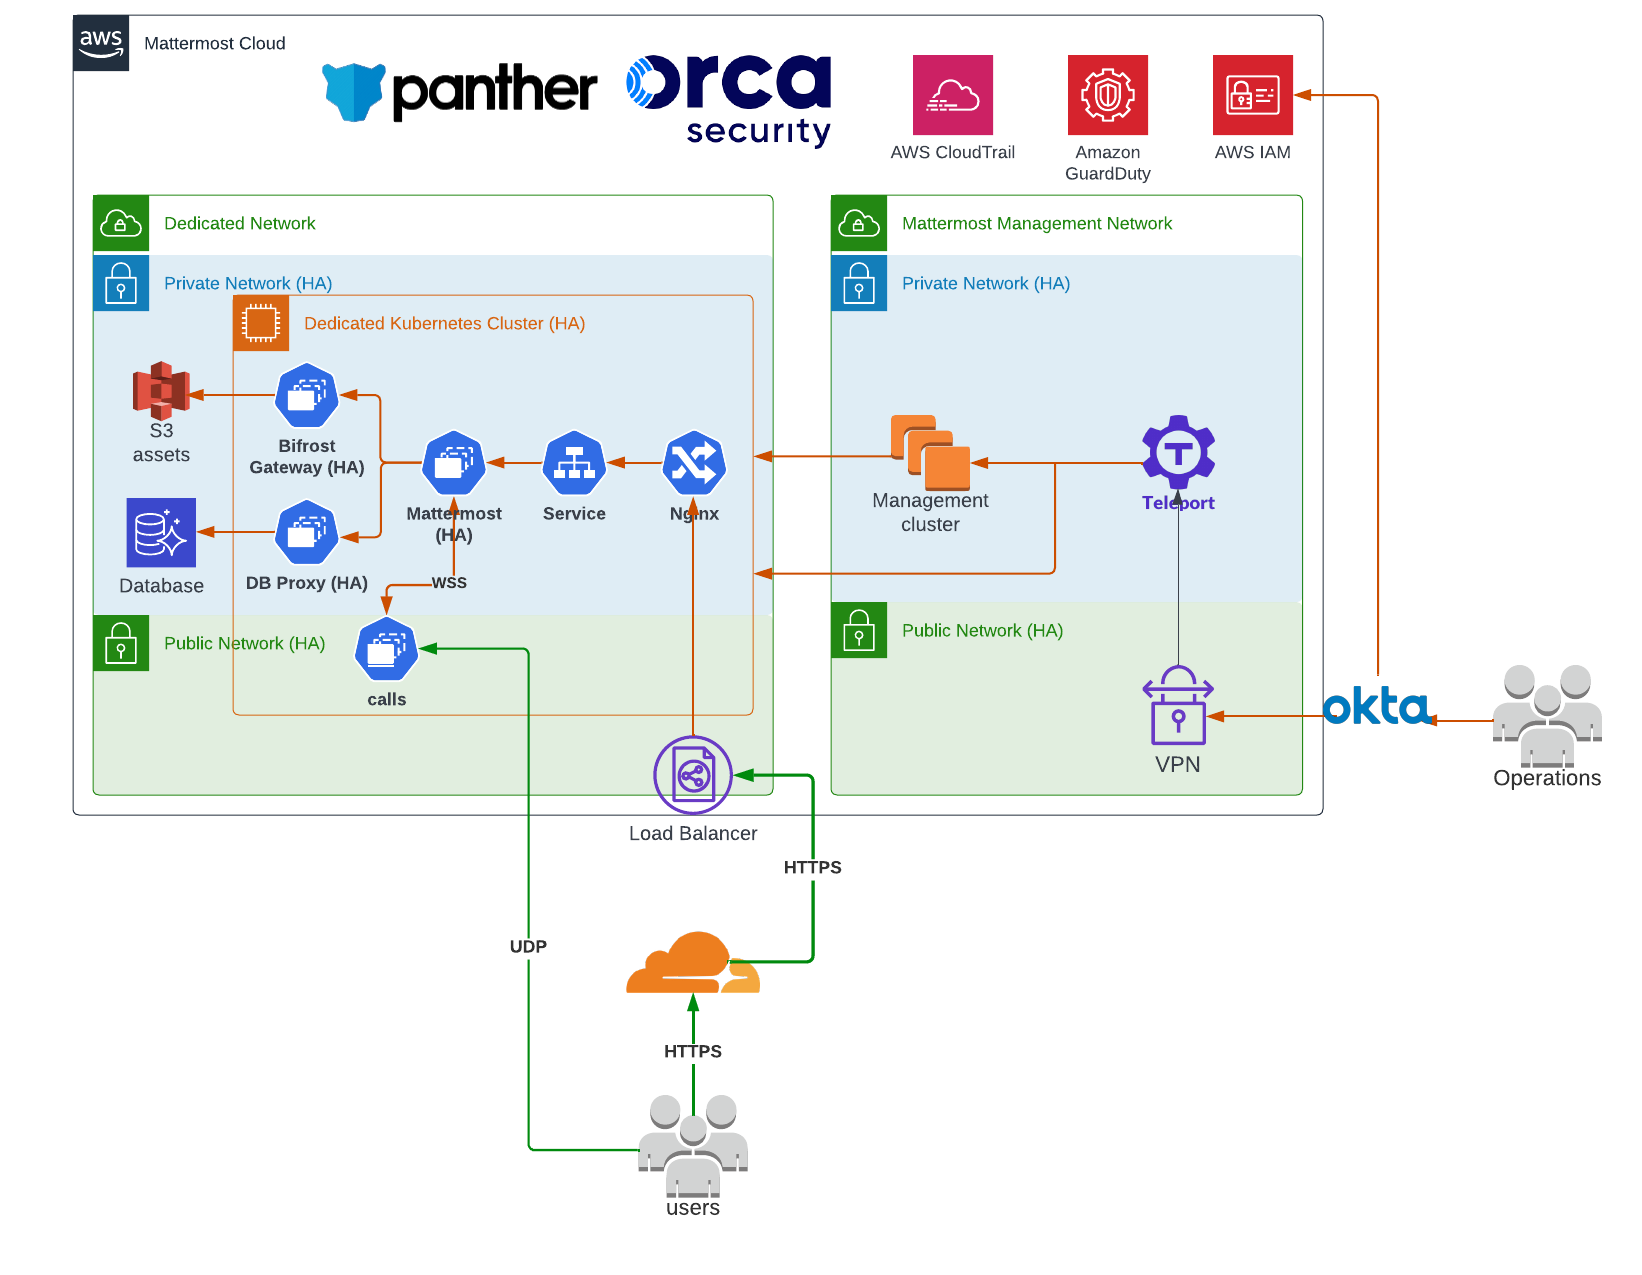 aws
Mattermost Cloud
panther
orca
security
AWS CloudTrail
Amazon
GuardDuty
AWS IAM
Dedicated Network
Mattermost Management Network
Private Network (HA)
Private Network (HA)
Dedicated Kubernetes Cluster (HA)
S3
assets
Bifrost
Gateway (HA)
Mattermost
(HA)
Service
Nginx
Management
cluster
T
Teleport
Database
DB Proxy (HA)
WSS
Public Network (HA)
calls
Public Network (HA)
VPN
okta
Operations
Load Balancer
HTTPS
UDP
HTTPS
users